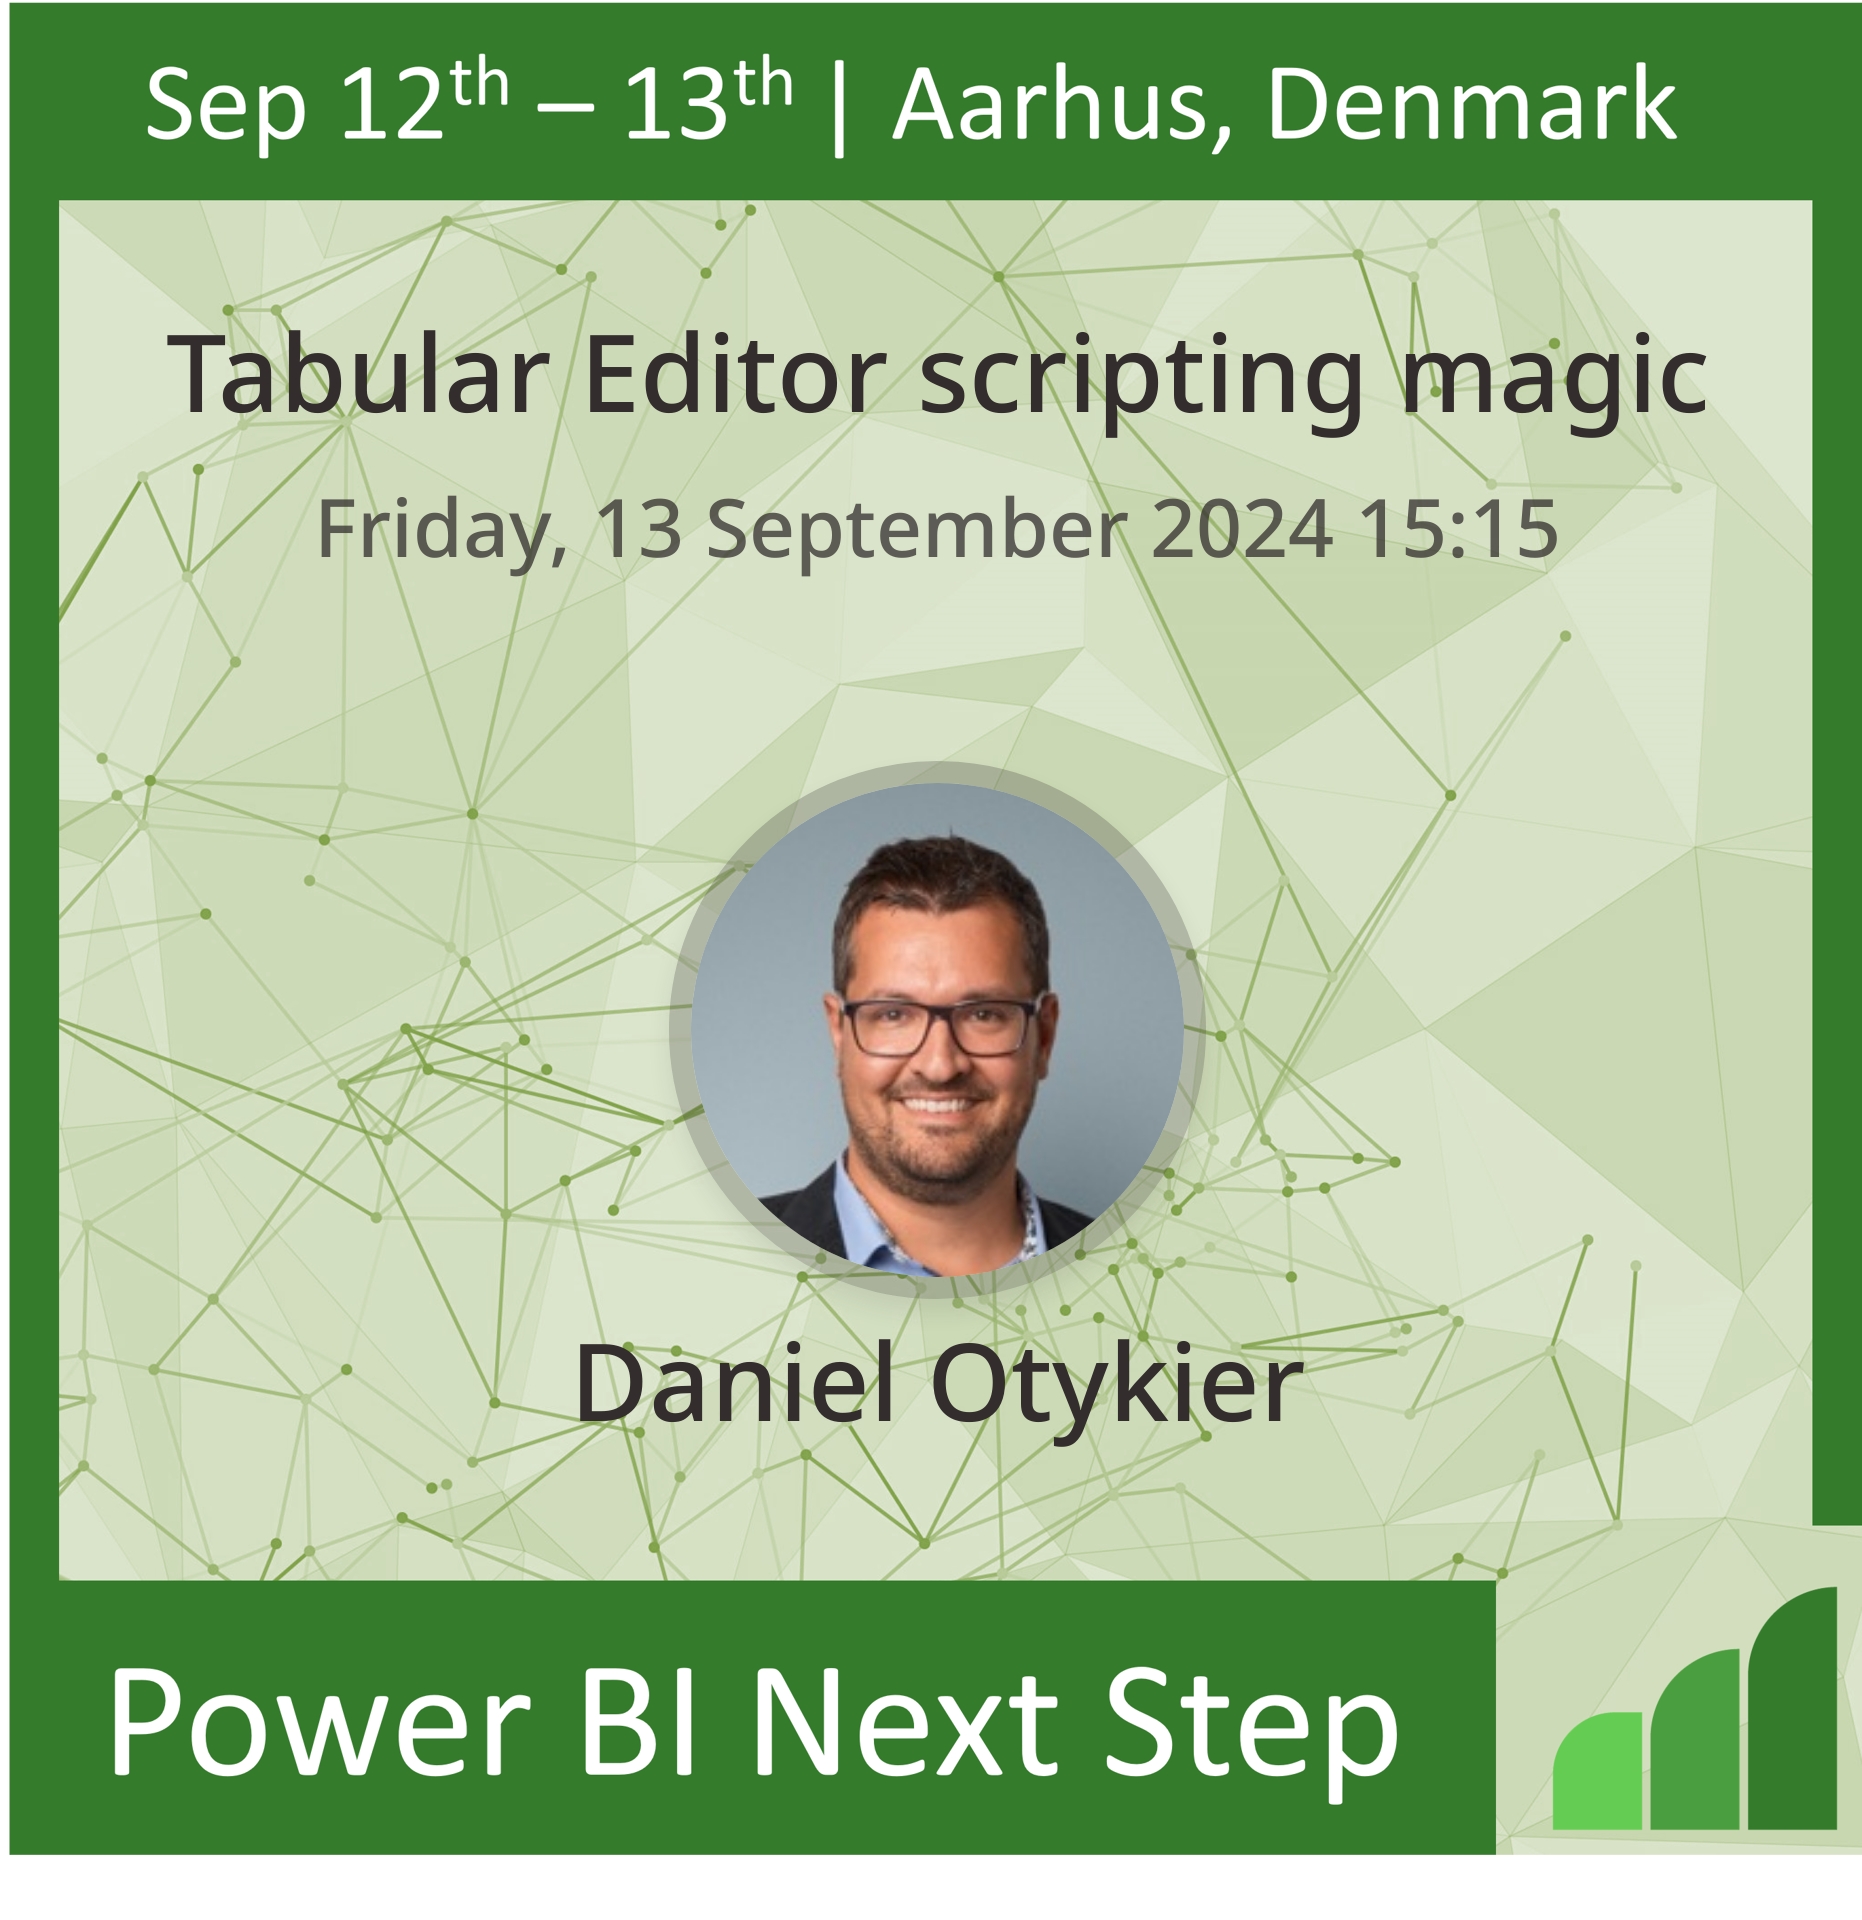 Sep 12th – 13th | Aarhus, Denmark
Tabular Editor scripting magic
Friday, 13 September 2024 15:15
Daniel Otykier
Power BI Next Step